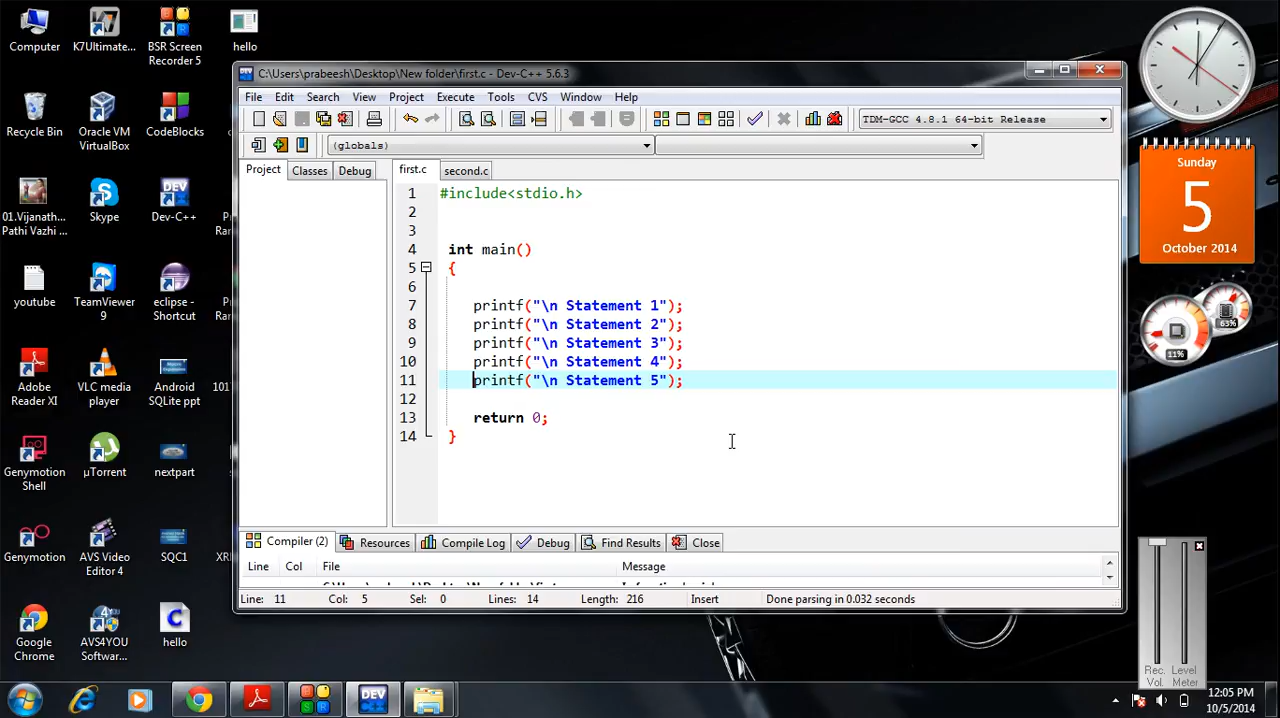 Computer
K7Ultimate...
BSR Screen
Recorder 5
hello
Recycle Bin
Oracle VM
VirtualBox
CodeBlocks
01.Vijanath...
Pathi Vazhi ...
Skype
Dev-C++
youtube
TeamViewer
9
eclipse -
Shortcut
Adobe
Reader XI
VLC media
player
Android
SQLite ppt
Genymotion
Shell
µTorrent
nextpart
Genymotion
AVS Video
Editor 4
SQC1
Google
Chrome
AVS4YOU
Softwar...
hello
C:\Users\prabeesh\Desktop\New folder\first.c - Dev-C++ 5.6.3
File Edit Search View Project Execute Tools CVS Window Help
TDM-GCC 4.8.1 64-bit Release
(globals)
Project Classes Debug
first.c second.c
1 #include<stdio.h>
2
3
4 int main()
5 {
6
7 printf("\n Statement 1");
8 printf("\n Statement 2");
9 printf("\n Statement 3");
10 printf("\n Statement 4");
11 printf("\n Statement 5");
12
13 return 0;
14 }
Compiler (2) Resources Compile Log Debug Find Results Close
Line Col File Message
Line: 11 Col: 5 Sel: 0 Lines: 14 Length: 216 Insert Done parsing in 0.032 seconds
Sunday
5
October 2014
63%
11%
Rec. Level
Vol. Meter
DEV
12:05 PM
10/5/2014